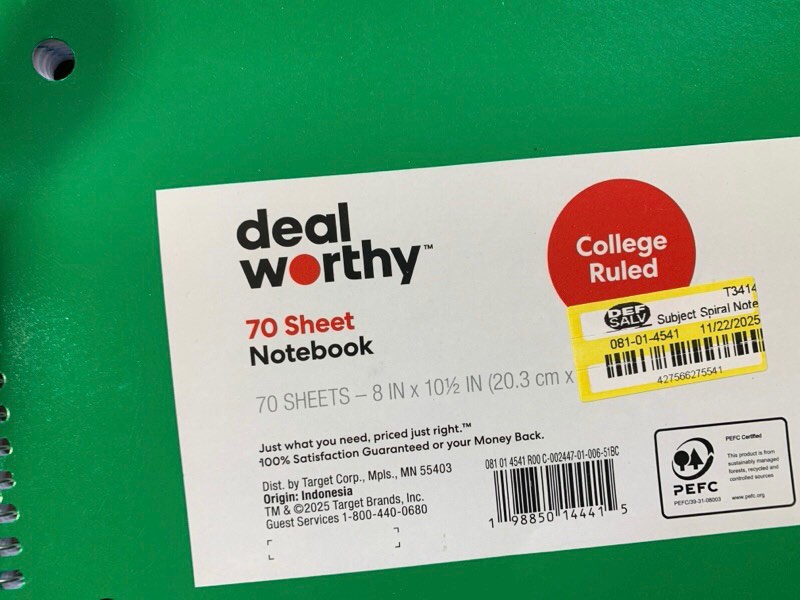 deal
worthy™
College
Ruled
70 Sheet
Notebook
T3414
DEF
SALV
Subject Spiral Note
081-01-4541 11/22/2025
427566275541
70 SHEETS – 8 IN x 10½ IN (20.3 cm x
Just what you need, priced just right.™
100% Satisfaction Guaranteed or your Money Back.
Dist. by Target Corp., Mpls., MN 55403
Origin: Indonesia
TM & ©2025 Target Brands, Inc.
Guest Services 1-800-440-0680
081 01 4541 R00 C-002447-01-006-51BC
1 98850 14441 5
PEFC
PEFC/39-31-08003
PEFC Certified
This product is from
sustainably managed
forests, recycled and
controlled sources
www.pefc.org